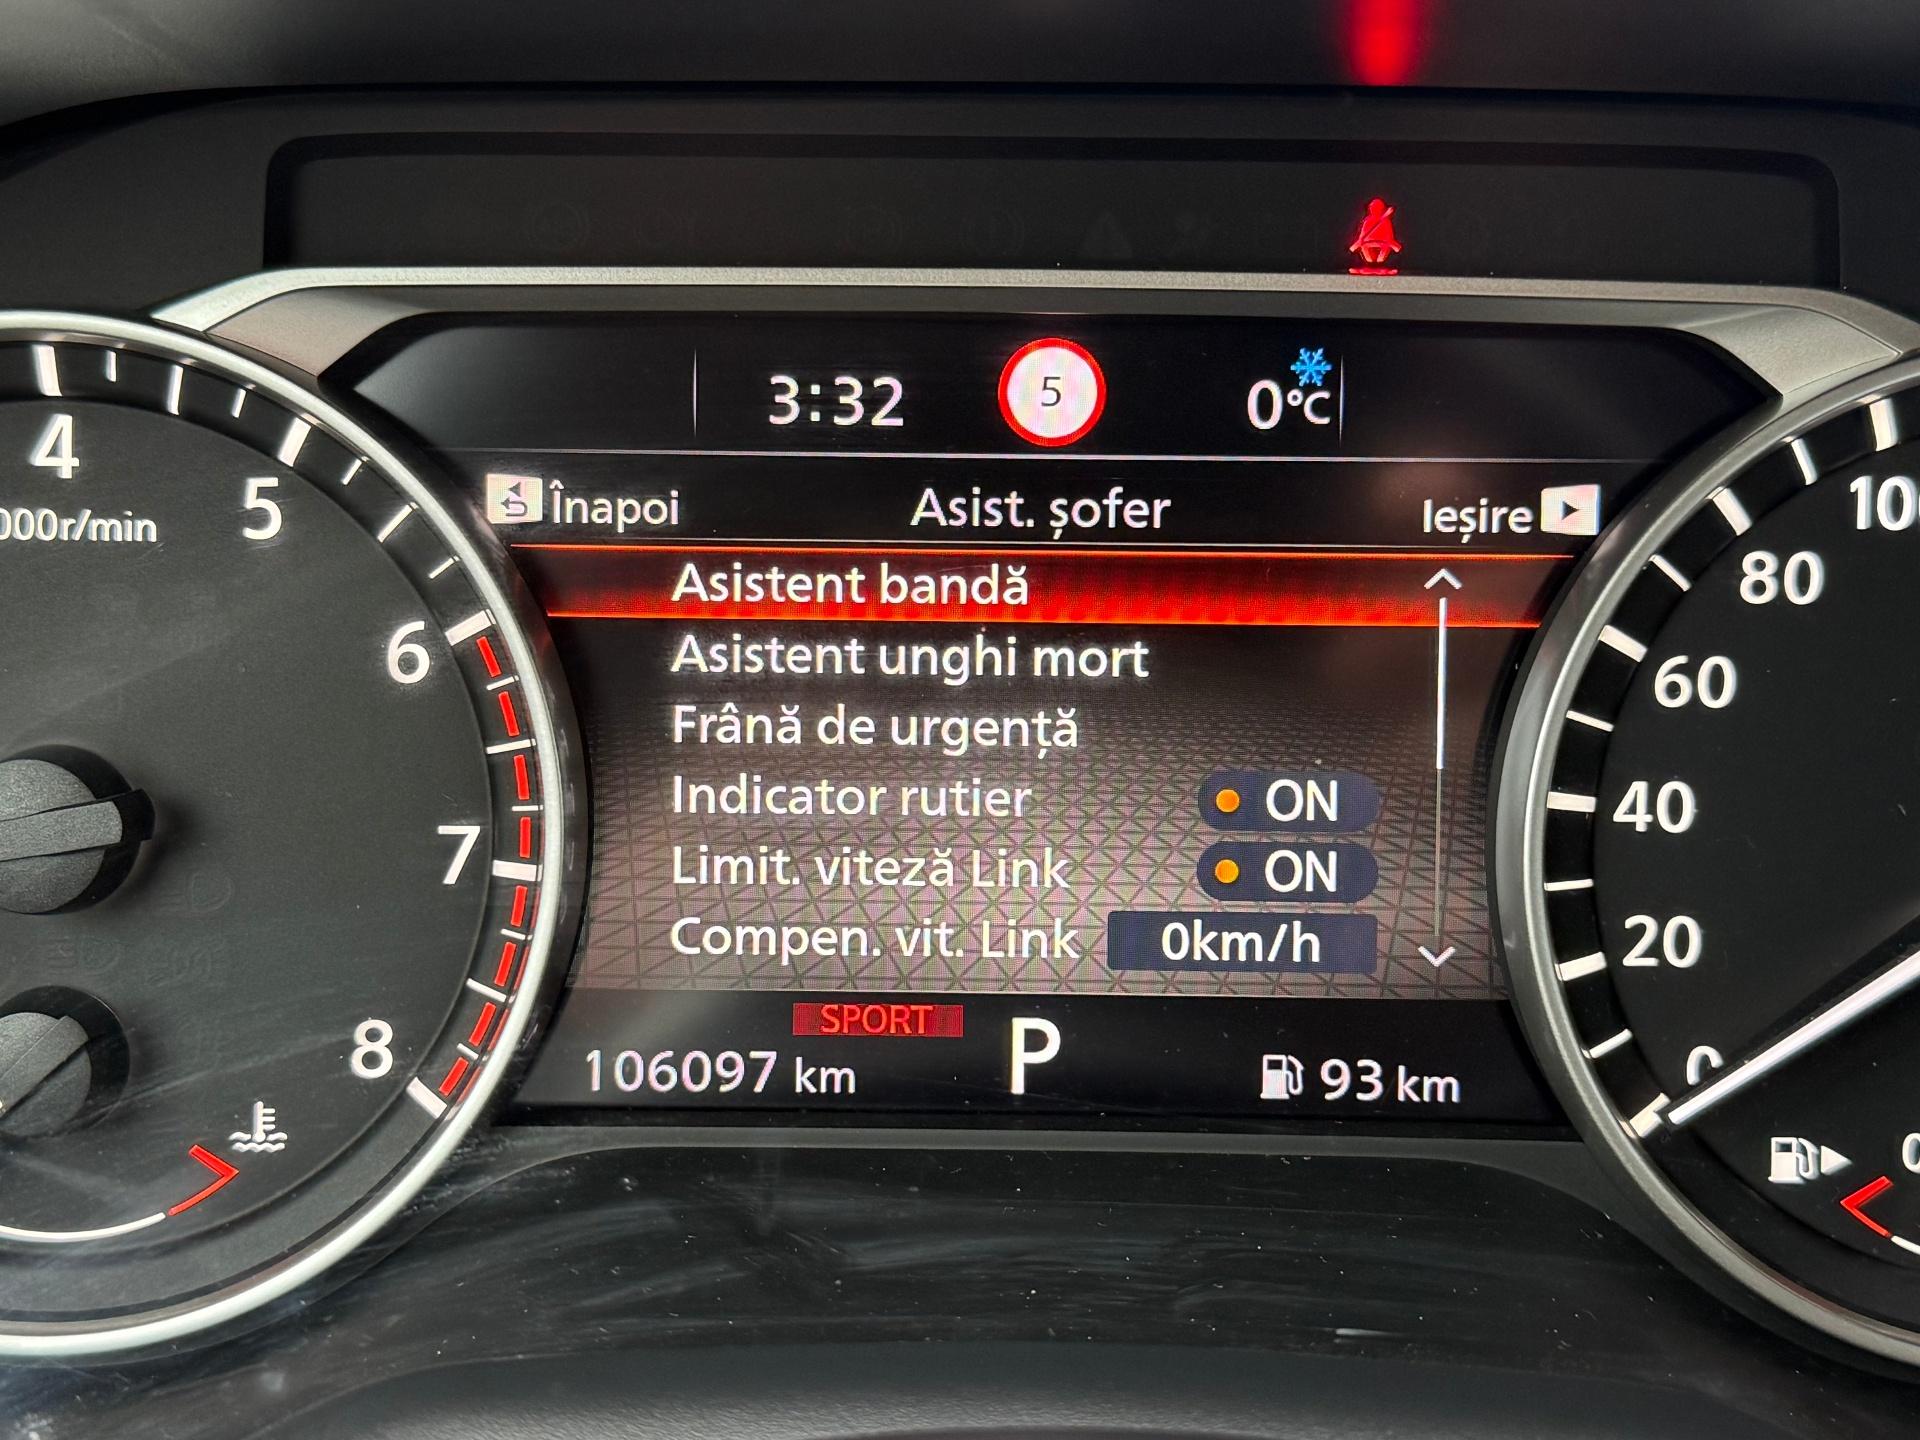 3:32
5
0°C
Înapoi
Asist. șofer
Ieșire
Asistent bandă
Asistent unghi mort
Frână de urgență
Indicator rutier ON
Limit. viteză Link ON
Compen. vit. Link 0km/h
SPORT
106097 km
P
93 km
4
5
6
7
8
000r/min
100
80
60
40
20
0
0